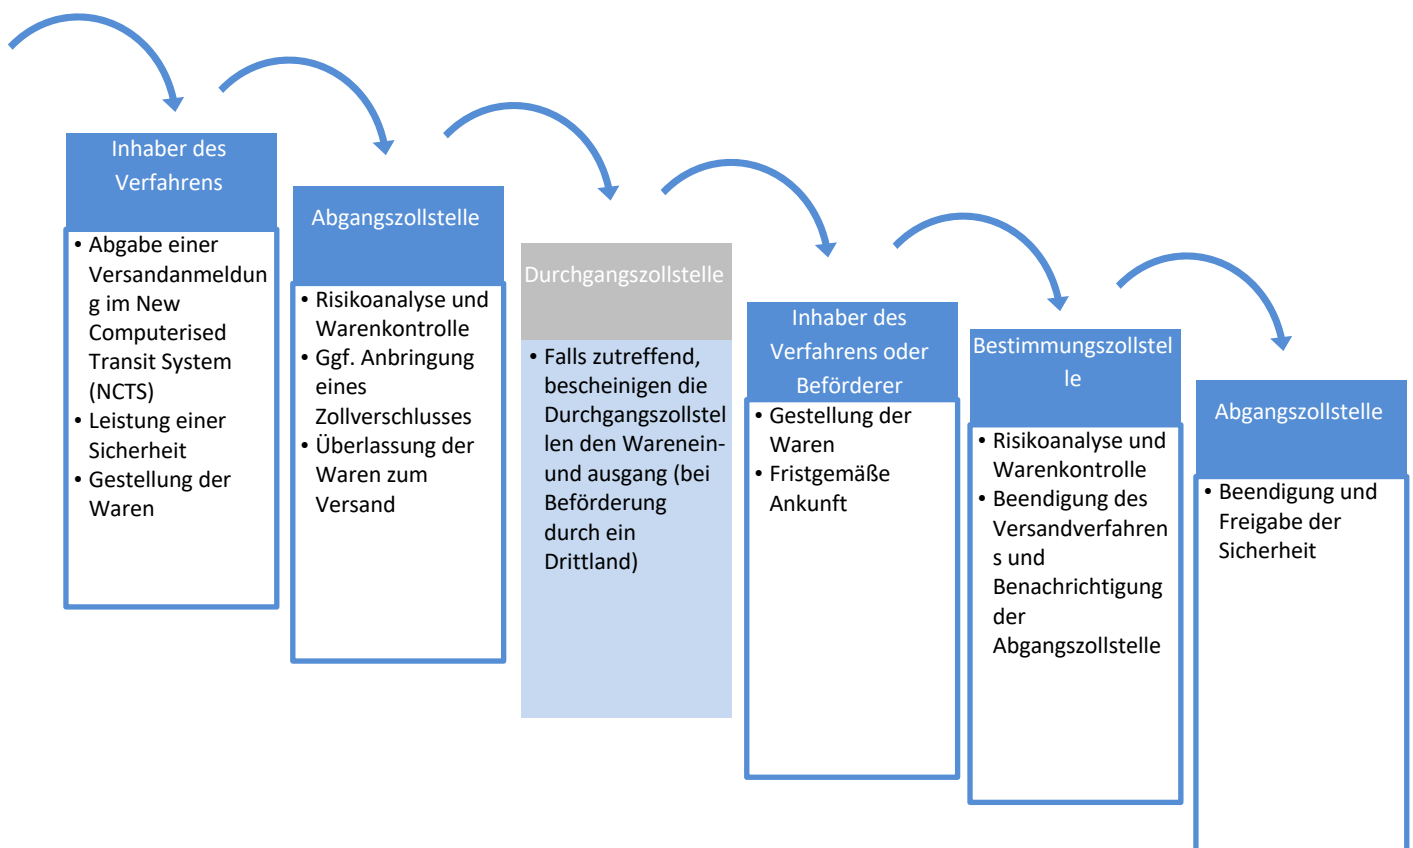 Inhaber des
Verfahrens
• Abgabe einer
Versandanmeldun
g im New
Computerised
Transit System
(NCTS)
• Leistung einer
Sicherheit
• Gestellung der
Waren
Abgangszollstelle
• Risikoanalyse und
Warenkontrolle
• Ggf. Anbringung
eines
Zollverschlusses
• Überlassung der
Waren zum
Versand
Durchgangszollstelle
• Falls zutreffend,
bescheinigen die
Durchgangszollstel
len den Warenein-
und ausgang (bei
Beförderung
durch ein
Drittland)
Inhaber des
Verfahrens oder
Beförderer
• Gestellung der
Waren
• Fristgemäße
Ankunft
Bestimmungszollstel
le
• Risikoanalyse und
Warenkontrolle
• Beendigung des
Versandverfahren
s und
Benachrichtigung
der
Abgangszollstelle
Abgangszollstelle
• Beendigung und
Freigabe der
Sicherheit